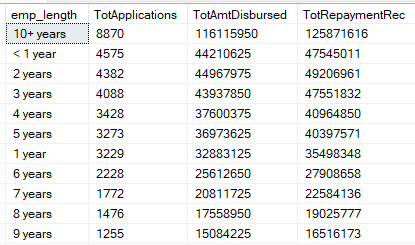 emp_length TotApplications TotAmtDisbursed TotRepaymentRec
10+ years 8870 116115950 125871616
< 1 year 4575 44210625 47545011
2 years 4382 44967975 49206961
3 years 4088 43937850 47551832
4 years 3428 37600375 40964850
5 years 3273 36973625 40397571
1 year 3229 32883125 35498348
6 years 2228 25612650 27908658
7 years 1772 20811725 22584136
8 years 1476 17558950 19025777
9 years 1255 15084225 16516173